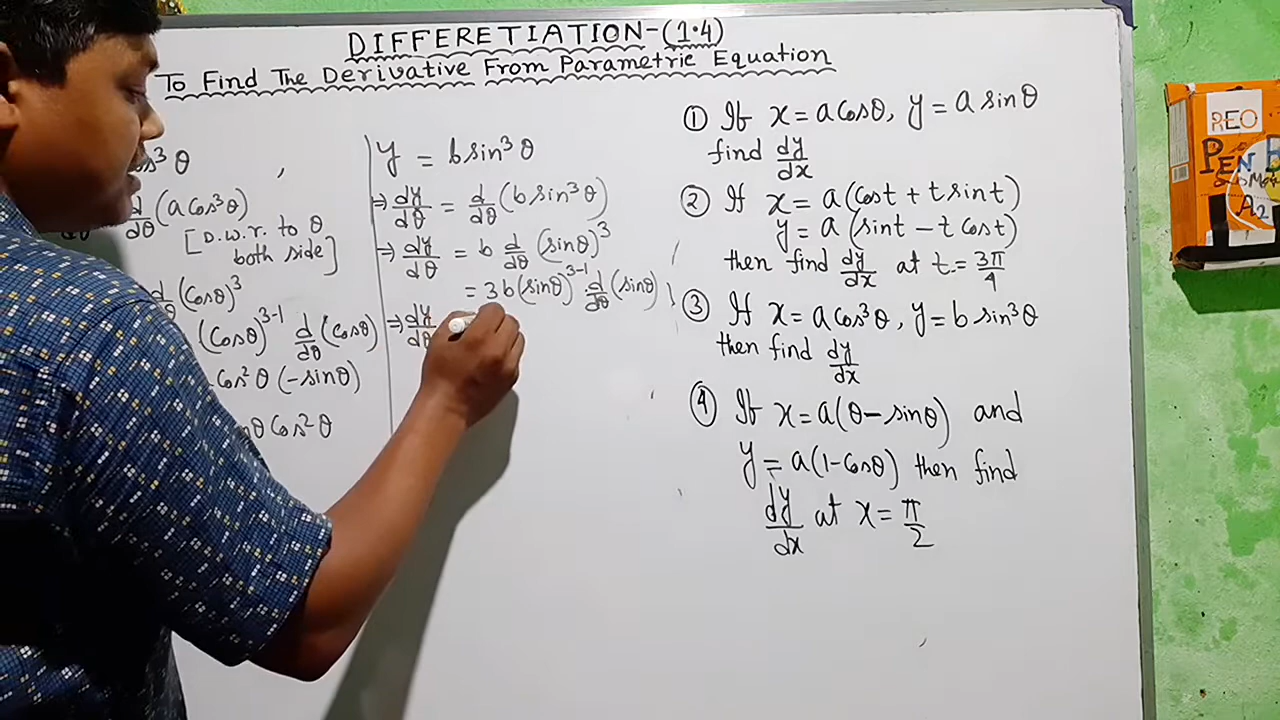 DIFFERETIATION-(1.4)
To Find The Derivative From Parametric Equation
θ
d/dθ (a cos³θ)
[D.w.r. to θ
both side]
(cosθ)³
(cosθ)³⁻¹ d/dθ (cosθ)
cos²θ (-sinθ)
cos²θ
y = b sin³θ
⇒ dy/dθ = d/dθ (b sin³θ)
⇒ dy/dθ = b d/dθ (sinθ)³
= 3b (sinθ)³⁻¹ d/dθ (sinθ)
⇒ dy/dθ
① If x = a cosθ, y = a sinθ
find dy/dx
② If x = a(cost + t sint)
y = a (sint - t cost)
then find dy/dx at t = 3π/4
③ If x = a cos³θ, y = b sin³θ
then find dy/dx
④ If x = a(θ - sinθ) and
y = a(1 - cosθ) then find
dy/dx at x = π/2
REO
PEN